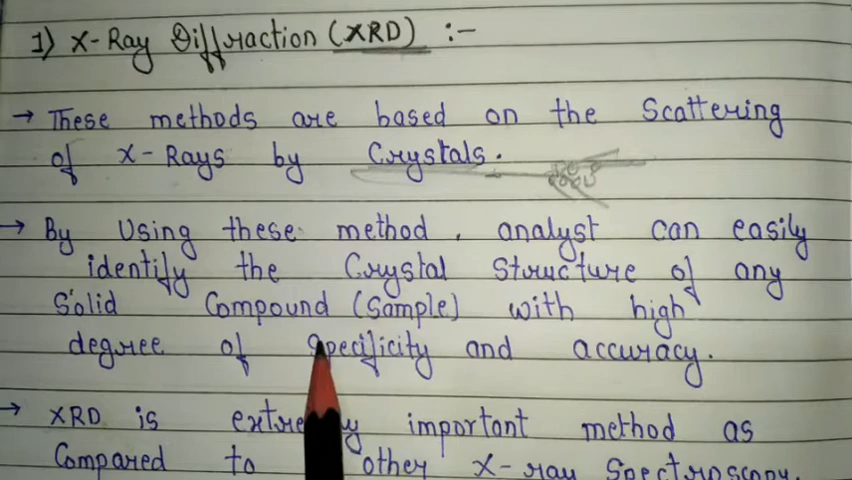 1) X-Ray Diffraction (XRD) :-
→ These methods are based on the Scattering
of X-Rays by Crystals.
→ By Using these method, analyst can easily
identify the Crystal Structure of any
Solid Compound (Sample) with high
degree of Specificity and accuracy.
→ XRD is important method as
Compared to other X-ray Spectroscopy.